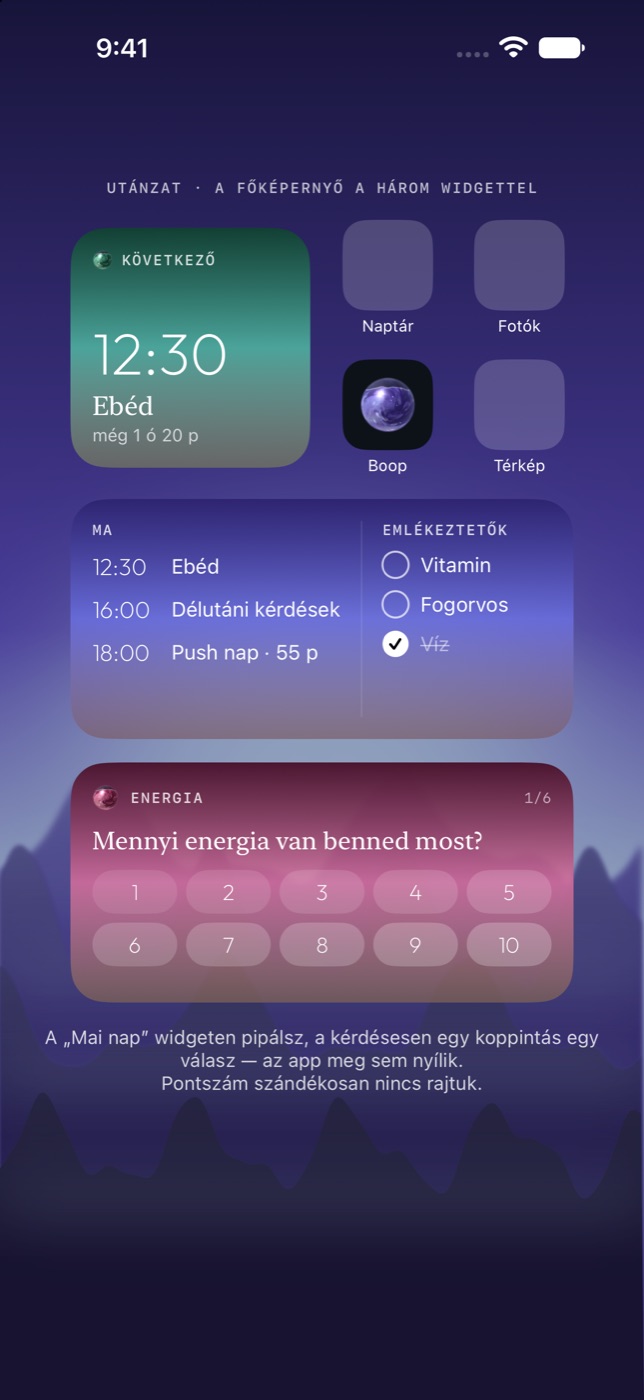 9:41
UTÁNZAT · A FŐKÉPERNYŐ A HÁROM WIDGETTEL
KÖVETKEZŐ
12:30
Ebéd
még 1 ó 20 p
Naptár
Fotók
Boop
Térkép
MA
12:30 Ebéd
16:00 Délutáni kérdések
18:00 Push nap · 55 p
EMLÉKEZTETŐK
Vitamin
Fogorvos
Víz
ENERGIA
1/6
Mennyi energia van benned most?
1 2 3 4 5
6 7 8 9 10
A „Mai nap” widgeten pipálsz, a kérdésesen egy koppintás egy
válasz — az app meg sem nyílik.
Pontszám szándékosan nincs rajtuk.